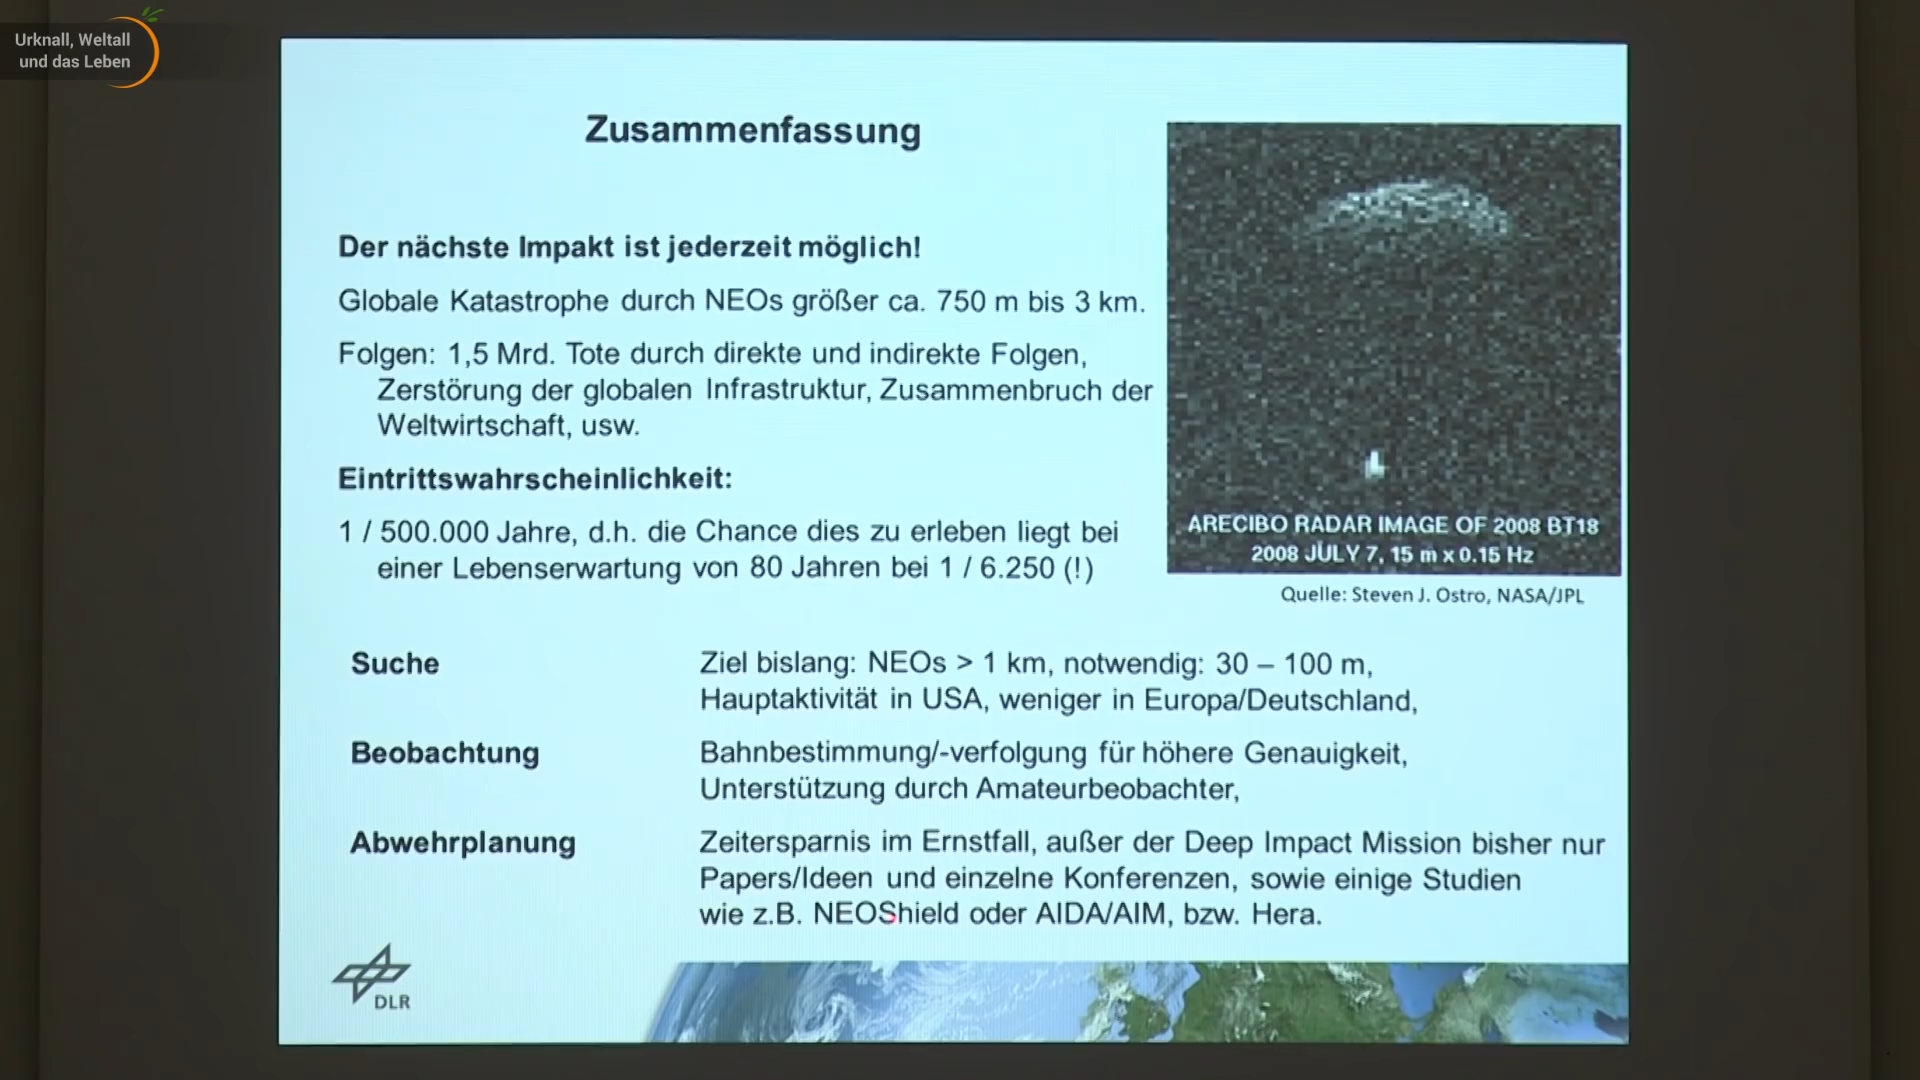 Urknall, Weltall
und das Leben
Zusammenfassung
Der nächste Impakt ist jederzeit möglich!
Globale Katastrophe durch NEOs größer ca. 750 m bis 3 km.
Folgen: 1,5 Mrd. Tote durch direkte und indirekte Folgen,
Zerstörung der globalen Infrastruktur, Zusammenbruch der
Weltwirtschaft, usw.
Eintrittswahrscheinlichkeit:
1 / 500.000 Jahre, d.h. die Chance dies zu erleben liegt bei
einer Lebenserwartung von 80 Jahren bei 1 / 6.250 (!)
ARECIBO RADAR IMAGE OF 2008 BT18
2008 JULY 7, 15 m x 0.15 Hz
Quelle: Steven J. Ostro, NASA/JPL
Suche Ziel bislang: NEOs > 1 km, notwendig: 30 – 100 m,
Hauptaktivität in USA, weniger in Europa/Deutschland,
Beobachtung Bahnbestimmung/-verfolgung für höhere Genauigkeit,
Unterstützung durch Amateurbeobachter,
Abwehrplanung Zeitersparnis im Ernstfall, außer der Deep Impact Mission bisher nur
Papers/Ideen und einzelne Konferenzen, sowie einige Studien
wie z.B. NEOShield oder AIDA/AIM, bzw. Hera.
DLR